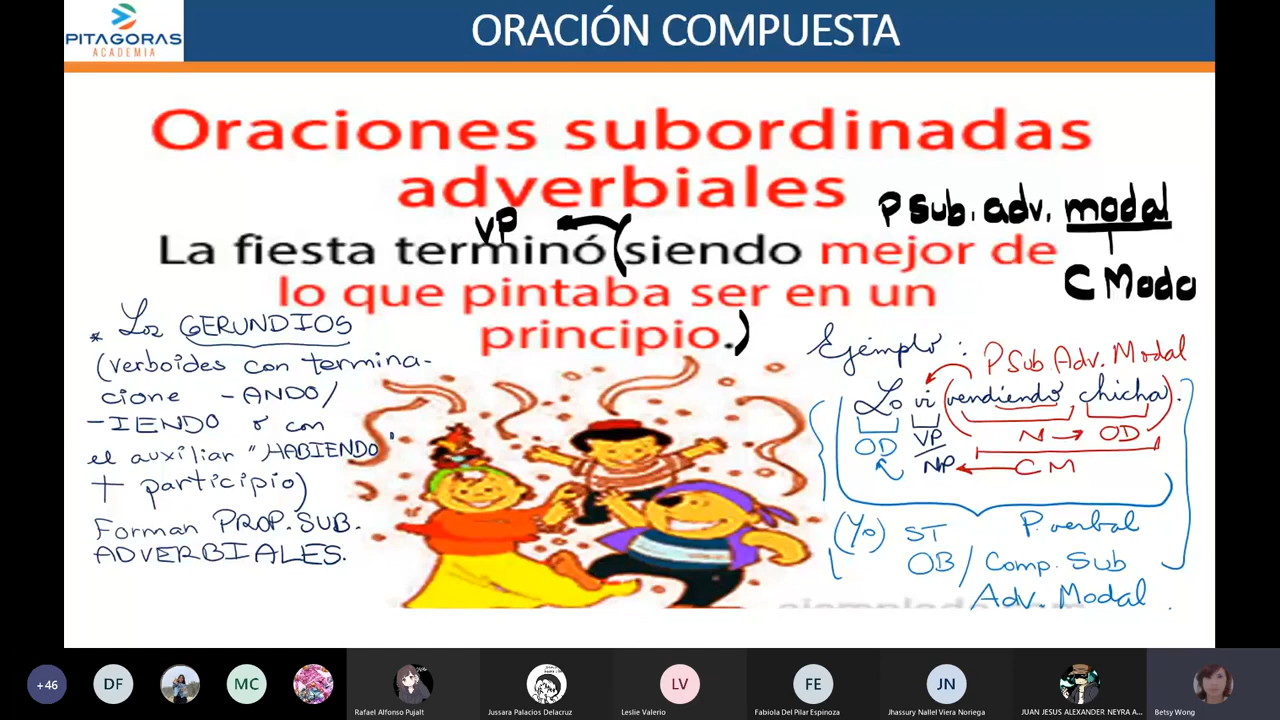 PITAGORAS
ACADEMIA
ORACIÓN COMPUESTA
Oraciones subordinadas
adverbiales
P sub. adv. modal
VP
La fiesta terminó (siendo mejor de
lo que pintaba ser en un
principio.)
C Modo
* Los GERUNDIOS
(verboides con termina-
cione -ANDO/
-IENDO o con
el auxiliar "HABIENDO"
+ participio)
Forman PROP. SUB.
ADVERBIALES.
Ejemplo:
P Sub. Adv. Modal
Lo vi (vendiendo chicha).
OD VP N → OD
NP CM
(Yo) ST P. verbal
OB / Comp. Sub
Adv. Modal
+46
DF
MC
LV
FE
JN
Rafael Alfonso Pujalt
Jussara Palacios Delacruz
Leslie Valerio
Fabiola Del Pilar Espinoza
Jhassury Nallel Viera Noriega
JUAN JESUS ALEXANDER NEYRA A...
Betsy Wong